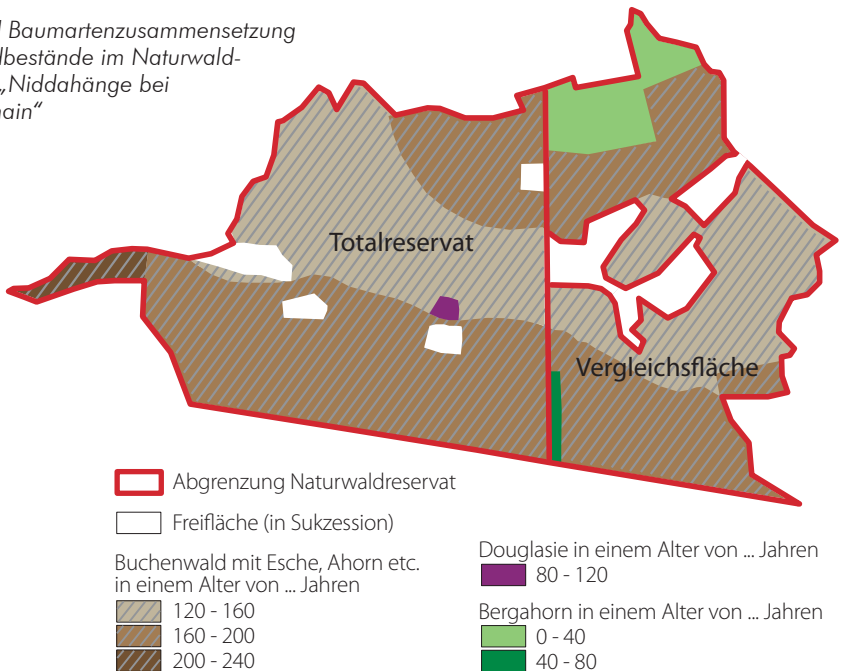 Baumartenzusammensetzung
im Naturwald-
„Niddahänge bei
Totalreservat
Vergleichsfläche
Abgrenzung Naturwaldreservat
Freifläche (in Sukzession)
Buchenwald mit Esche, Ahorn etc.
in einem Alter von ... Jahren
120 - 160
160 - 200
200 - 240
Douglasie in einem Alter von ... Jahren
80 - 120
Bergahorn in einem Alter von ... Jahren
0 - 40
40 - 80